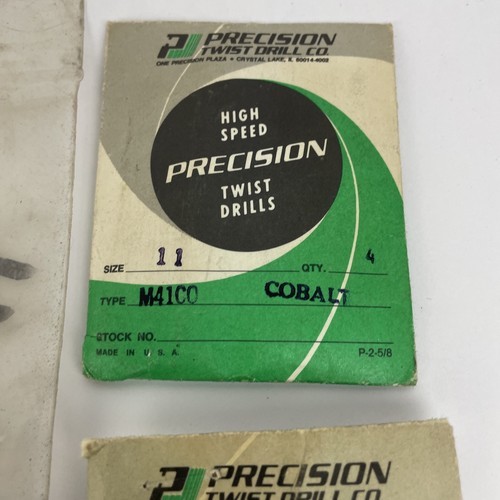 PRECISION
TWIST DRILL CO.
ONE PRECISION PLAZA • CRYSTAL LAKE, IL 60014-4003
HIGH
SPEED
PRECISION
TWIST
DRILLS
SIZE 11 QTY. 4
TYPE M41CO COBALT
STOCK NO.
MADE IN U. S. A. P-2-5/8
PRECISION
TWIST DRILL CO.